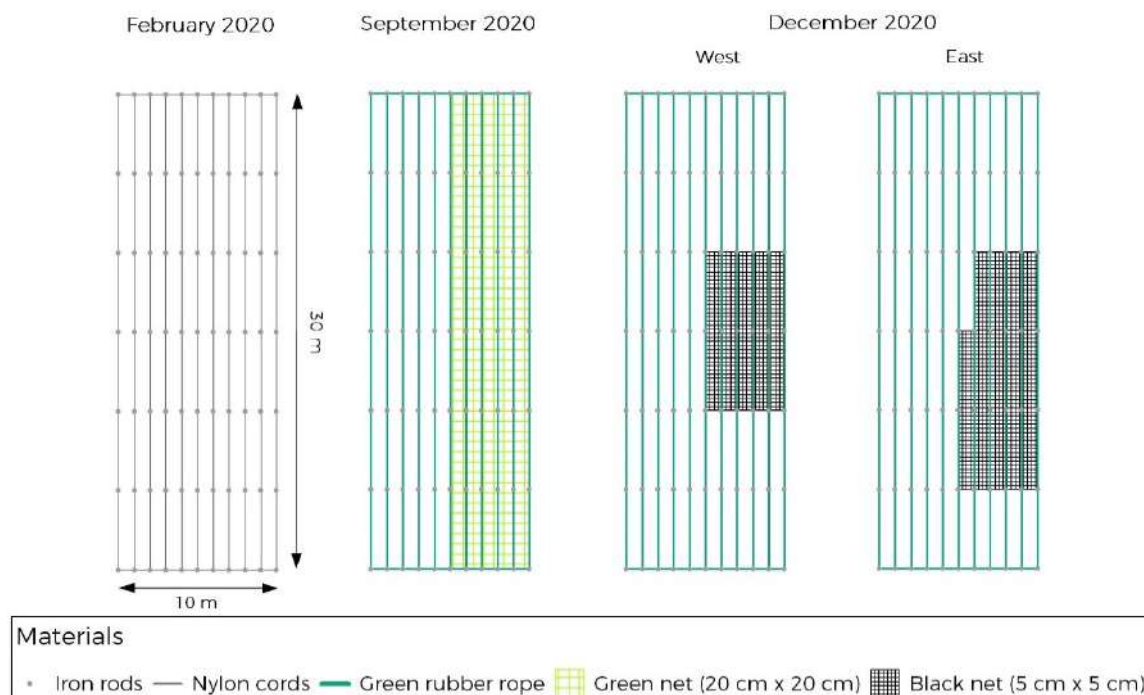 February 2020
September 2020
December 2020
West
East
30 m
10 m
Materials
Iron rods
Nylon cords
Green rubber rope
Green net (20 cm x 20 cm)
Black net (5 cm x 5 cm)